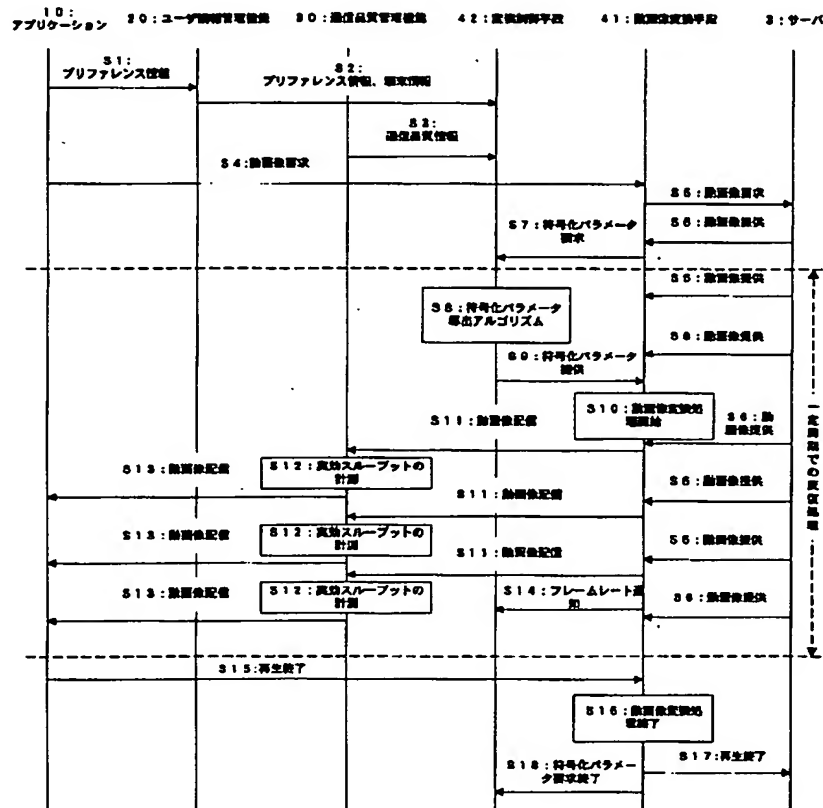 10:
アプリケーション
20:ユーザ情報管理機能
30:通信品質管理機能
42:変換制御手段
41:動画像変換手段
3:サーバ
S1:
プリファレンス情報
S2:
プリファレンス情報、端末情報
S3:
通信品質情報
S4:動画像要求
S5:動画像要求
S6:動画像提供
S7:符号化パラメータ
要求
S6:動画像提供
S8:符号化パラメータ
導出アルゴリズム
S6:動画像提供
S9:符号化パラメータ
提供
S10:動画像変換処
理開始
S6:動
画像提供
S11:動画像配信
S12:実効スループットの
計測
S13:動画像配信
S11:動画像配信
S6:動画像提供
S12:実効スループットの
計測
S13:動画像配信
S11:動画像配信
S6:動画像提供
S12:実効スループットの
計測
S13:動画像配信
S14:フレームレート通
知
S6:動画像提供
一定周期での変換処理
S15:再生終了
S16:動画像変換処
理終了
S17:再生終了
S18:符号化パラメー
タ要求終了